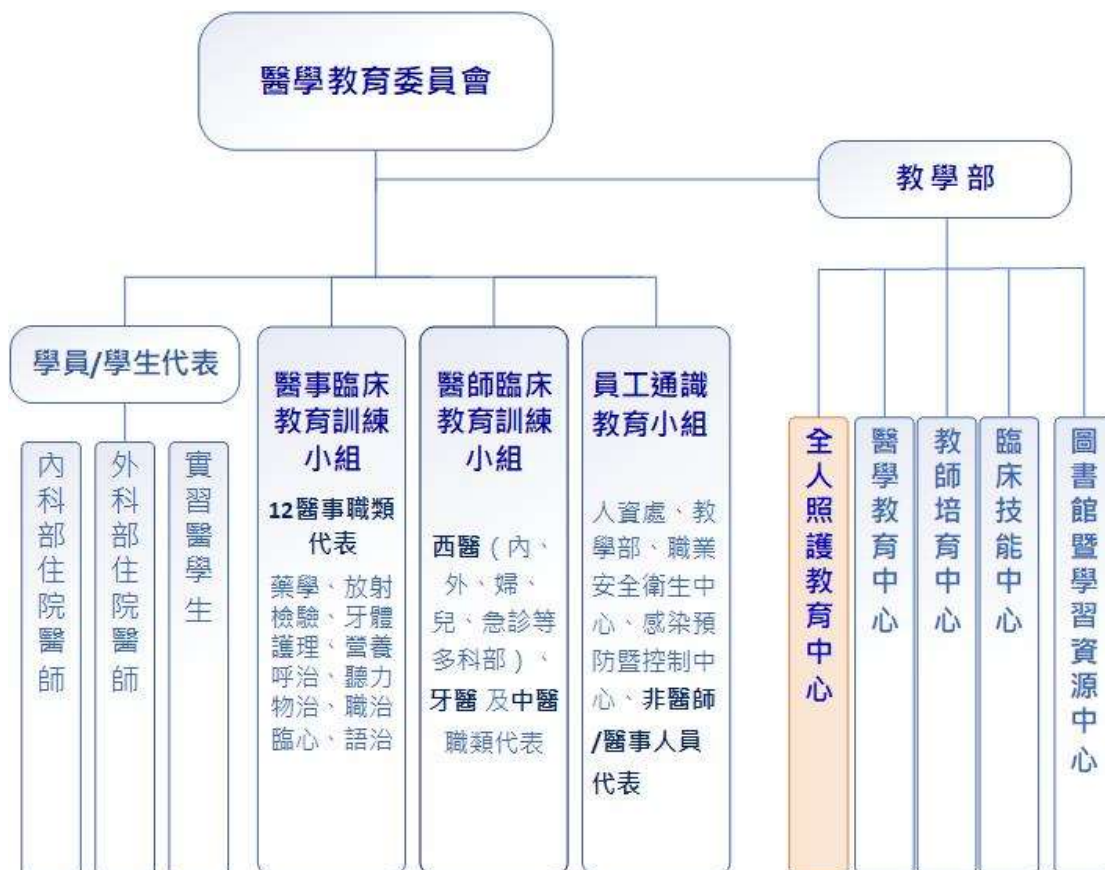 醫學教育委員會
教學部
學員/學生代表
內科部住院醫師
外科部住院醫師
實習醫學生
醫事臨床
教育訓練
小組
12醫事職類
代表
藥學、放射
檢驗、牙體
護理、營養
呼治、聽力
物治、職治
臨心、語治
醫師臨床
教育訓練
小組
西醫(內、
外、婦、
兒、急診等
多科部)、
牙醫 及中醫
職類代表
員工通識
教育小組
人資處、教
學部、職業
安全衛生中
心、感染預
防暨控制中
心、非醫師
/醫事人員
代表
全人照護教育中心
醫學教育中心
教師培育中心
臨床技能中心
圖書館暨學習資源中心